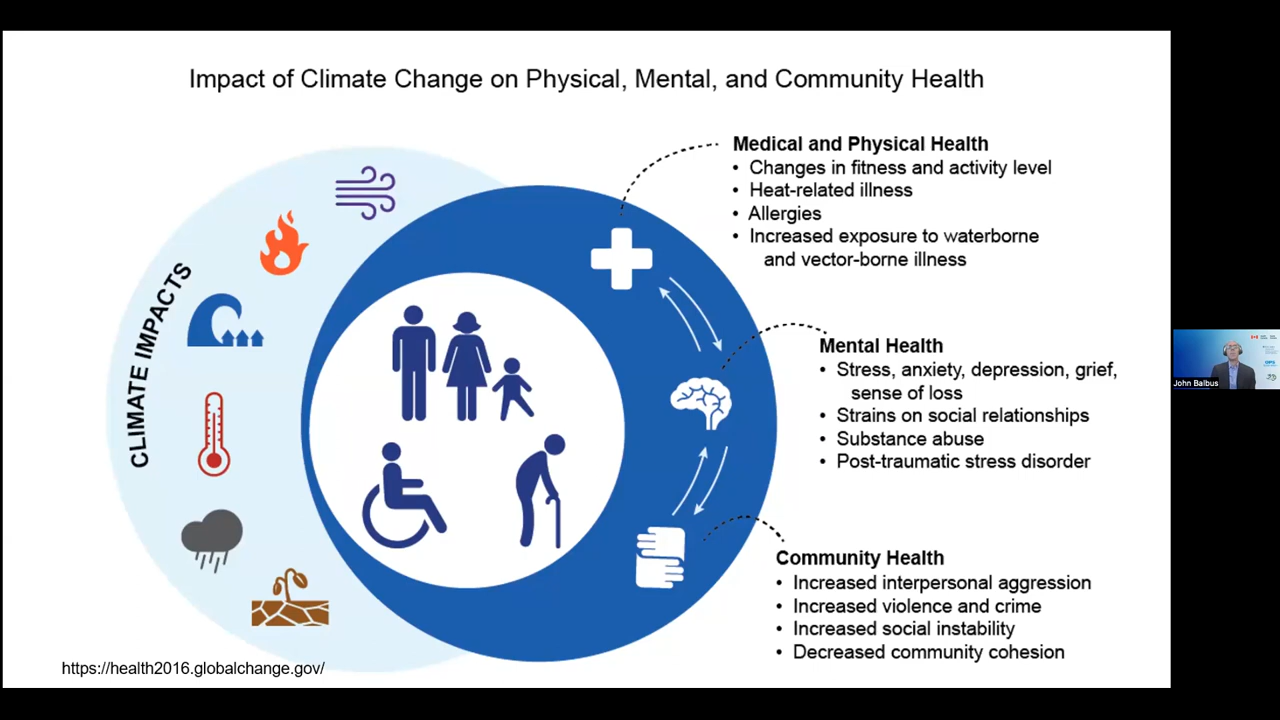 Impact of Climate Change on Physical, Mental, and Community Health
CLIMATE IMPACTS
Medical and Physical Health
• Changes in fitness and activity level
• Heat-related illness
• Allergies
• Increased exposure to waterborne
and vector-borne illness
Mental Health
• Stress, anxiety, depression, grief,
sense of loss
• Strains on social relationships
• Substance abuse
• Post-traumatic stress disorder
Community Health
• Increased interpersonal aggression
• Increased violence and crime
• Increased social instability
• Decreased community cohesion
https://health2016.globalchange.gov/
John Balbus